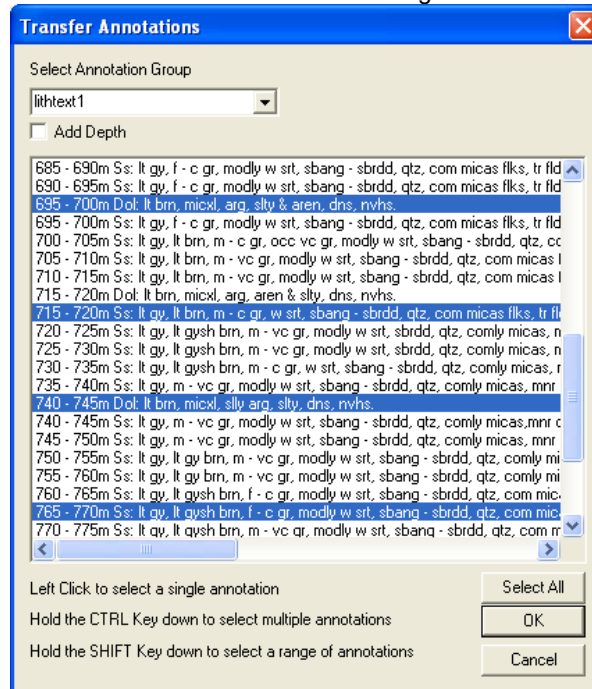 Transfer Annotations
Select Annotation Group
lithtext1
Add Depth
685 - 690m Ss: lt gy, f - c gr, modly w srt, sbang - sbrdd, qtz, com micas flks, tr fld
690 - 695m Ss: lt gy, f - c gr, modly w srt, sbang - sbrdd, qtz, com micas flks, tr fld
695 - 700m Dol: lt brn, micxl, arg, slty & aren, dns, nvhs.
695 - 700m Ss: lt gy, f - c gr, modly w srt, sbang - sbrdd, qtz, com micas flks, tr fld
700 - 705m Ss: lt gy, lt brn, m - c gr, occ vc gr, modly w srt, sbang - sbrdd, qtz, cc
705 - 710m Ss: lt gy, lt brn, m - vc gr, modly w srt, sbang - sbrdd, qtz, com micas
710 - 715m Ss: lt gy, lt brn, m - vc gr, modly w srt, sbang - sbrdd, qtz, com micas
715 - 720m Dol: lt brn, micxl, arg, aren & slty, dns, nvhs.
715 - 720m Ss: lt gy, lt brn, m - c gr, w srt, sbang - sbrdd, qtz, com micas flks, tr fl
720 - 725m Ss: lt gy, lt gysh brn, m - vc gr, modly w srt, sbrdd, qtz, comly micas, n
725 - 730m Ss: lt gy, lt gysh brn, m - vc gr, modly w srt, sbrdd, qtz, comly micas, n
730 - 735m Ss: lt gy, lt gysh brn, m - c gr, w srt, sbang - sbrdd, qtz, comly micas, r
735 - 740m Ss: lt gy, m - vc gr, modly w srt, sbang - sbrdd, qtz, comly micas, mnr
740 - 745m Dol: lt brn, micxl, slly arg, slty, dns, nvhs.
740 - 745m Ss: lt gy, m - vc gr, modly w srt, sbang - sbrdd, qtz, comly micas,mnr c
745 - 750m Ss: lt gy, m - vc gr, modly w srt, sbang - sbrdd, qtz, comly micas, mnr
750 - 755m Ss: lt gy, lt gy brn, m - vc gr, modly w srt, sbang - sbrdd, qtz, comly mi
755 - 760m Ss: lt gy, lt gy brn, m - vc gr, modly w srt, sbang - sbrdd, qtz, comly mi
760 - 765m Ss: lt gy, lt gysh brn, f - c gr, modly w srt, sbang - sbrdd, qtz, com mic
765 - 770m Ss: lt gy, lt gysh brn, f - c gr, modly w srt, sbang - sbrdd, qtz, com mic
770 - 775m Ss: lt gy, lt gysh brn, m - vc gr, modly w srt, sbang - sbrdd, qtz, com m
Left Click to select a single annotation
Select All
Hold the CTRL Key down to select multiple annotations
OK
Hold the SHIFT Key down to select a range of annotations
Cancel